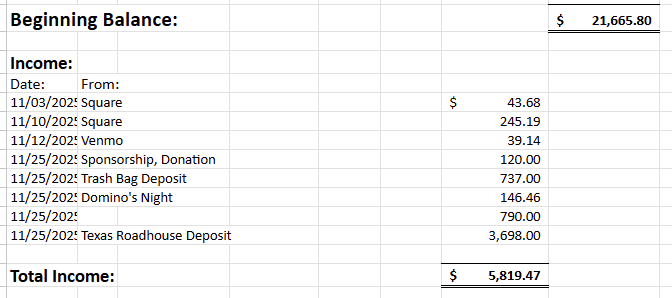 Beginning Balance: $ 21,665.80
Income:
Date: From:
11/03/2025 Square $ 43.68
11/10/2025 Square 245.19
11/12/2025 Venmo 39.14
11/25/2025 Sponsorship, Donation 120.00
11/25/2025 Trash Bag Deposit 737.00
11/25/2025 Domino's Night 146.46
11/25/2025 790.00
11/25/2025 Texas Roadhouse Deposit 3,698.00
Total Income: $ 5,819.47